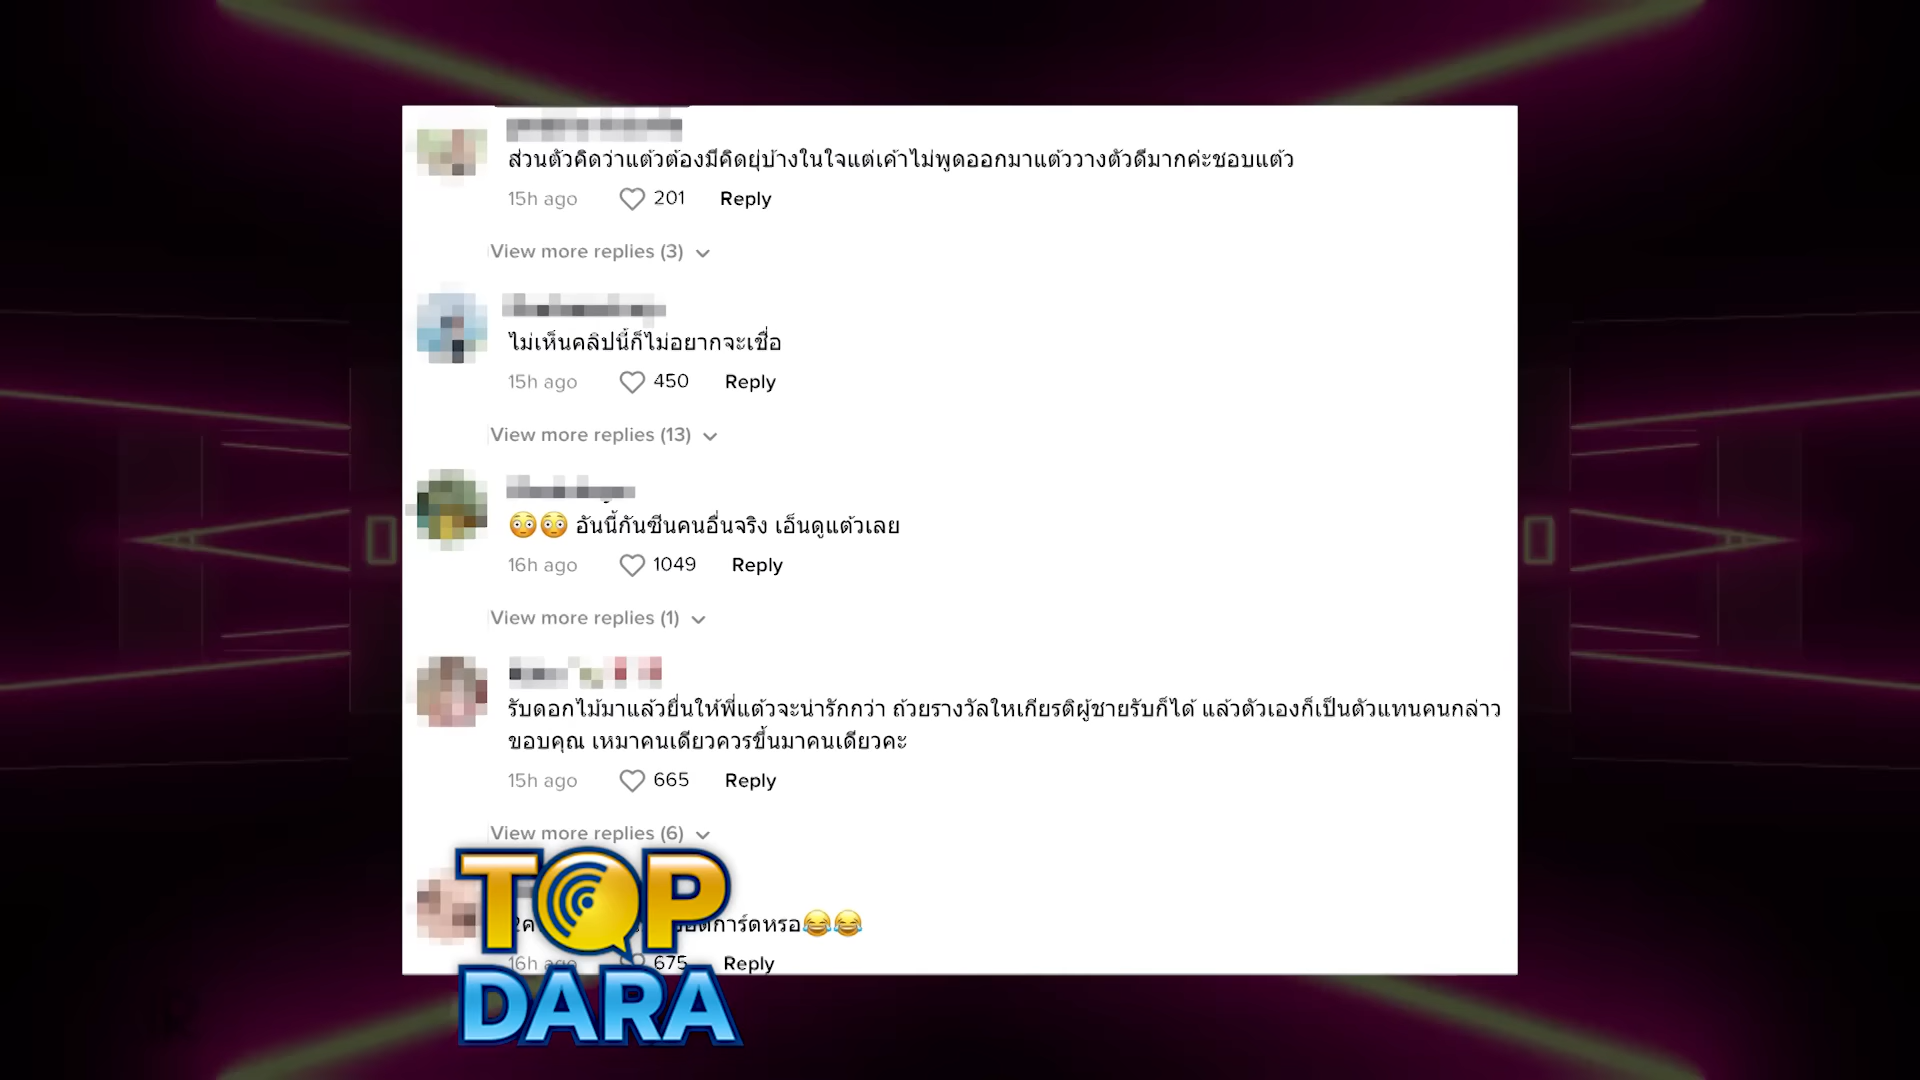 ส่วนตัวคิดว่าแต้วต้องมีคิดยุ่บ้างในใจแต่เค้าไม่พูดออกมาแต้ววางตัวดีมากค่ะชอบแต้ว
15h ago 201 Reply
View more replies (3)
ไม่เห็นคลิปนี้ก็ไม่อยากจะเชื่อ
15h ago 450 Reply
View more replies (13)
😳😳 อันนี้กันซีนคนอื่นจริง เอ็นดูแต้วเลย
16h ago 1049 Reply
View more replies (1)
รับดอกไม้มาแล้วยื่นให้พี่แต้วจะน่ารักกว่า ถ้วยรางวัลให้เกียรติผู้ชายรับก็ได้ แล้วตัวเองก็เป็นตัวแทนคนกล่าว
ขอบคุณ เหมาคนเดียวควรขึ้นมาคนเดียวคะ
15h ago 665 Reply
View more replies (6)
การ์ดหรอ😂😂
16h ago 675 Reply
TOP
DARA